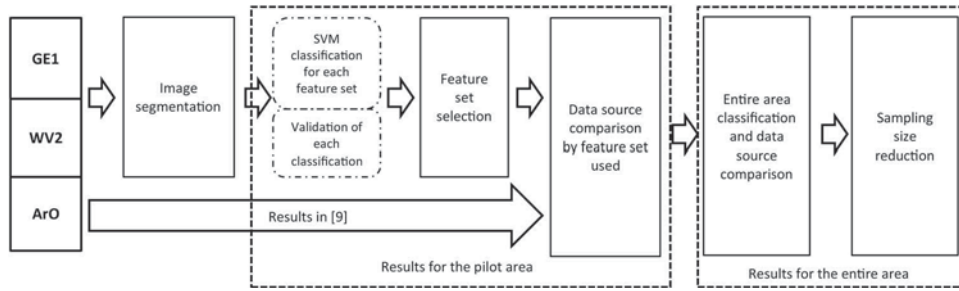 GE1
WV2
ArO
Image
segmentation
SVM
classification
for each
feature set
Validation of
each
classification
Feature
set
selection
Data source
comparison
by feature set
used
Results in [9]
Results for the pilot area
Entire area
classification
and data
source
comparison
Sampling
size
reduction
Results for the entire area